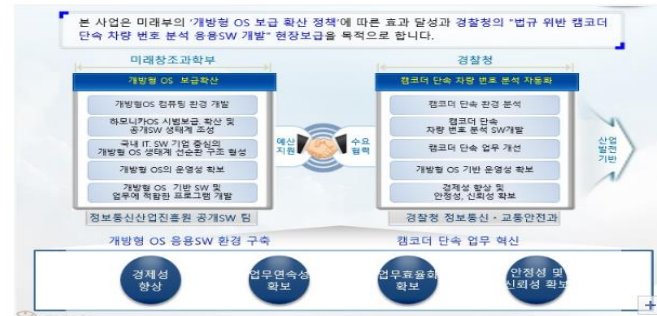 본 사업은 미래부의 '개방형 OS 보급 확산 정책'에 따른 효과 달성과 경찰청의 "법규 위반 캠코더
단속 차량 번호 분석 응용SW 개발" 현장보급을 목적으로 합니다.
미래창조과학부
개방형 OS 보급확산
개방형OS 컴퓨팅 환경 개발
하모니카OS 시범보급 확산 및
공개SW 생태계 조성
국내 IT. SW 기업 중심의
개방형 OS 생태계 선순환 구조 형성
개방형 OS의 운영성 확보
개방형 OS 기반 SW 및
업무에 적합한 프로그램 개발
정보통신산업진흥원 공개SW 팀
예산
지원
수요
협력
경찰청
캠코더 단속 차량 번호 분석 자동화
캠코더 단속 환경 분석
캠코더 단속
차량 번호 분석 SW개발
캠코더 단속 업무 개선
개방형 OS 기반 운영성 확보
경제성 향상 및
안정성, 신뢰성 확보
경찰청 정보통신·교통안전과
산업
발전
기반
개방형 OS 응용SW 환경 구축
캠코더 단속 업무 혁신
경제성
향상
업무연속성
확보
업무효율화
확보
안정성 및
신뢰성 확보